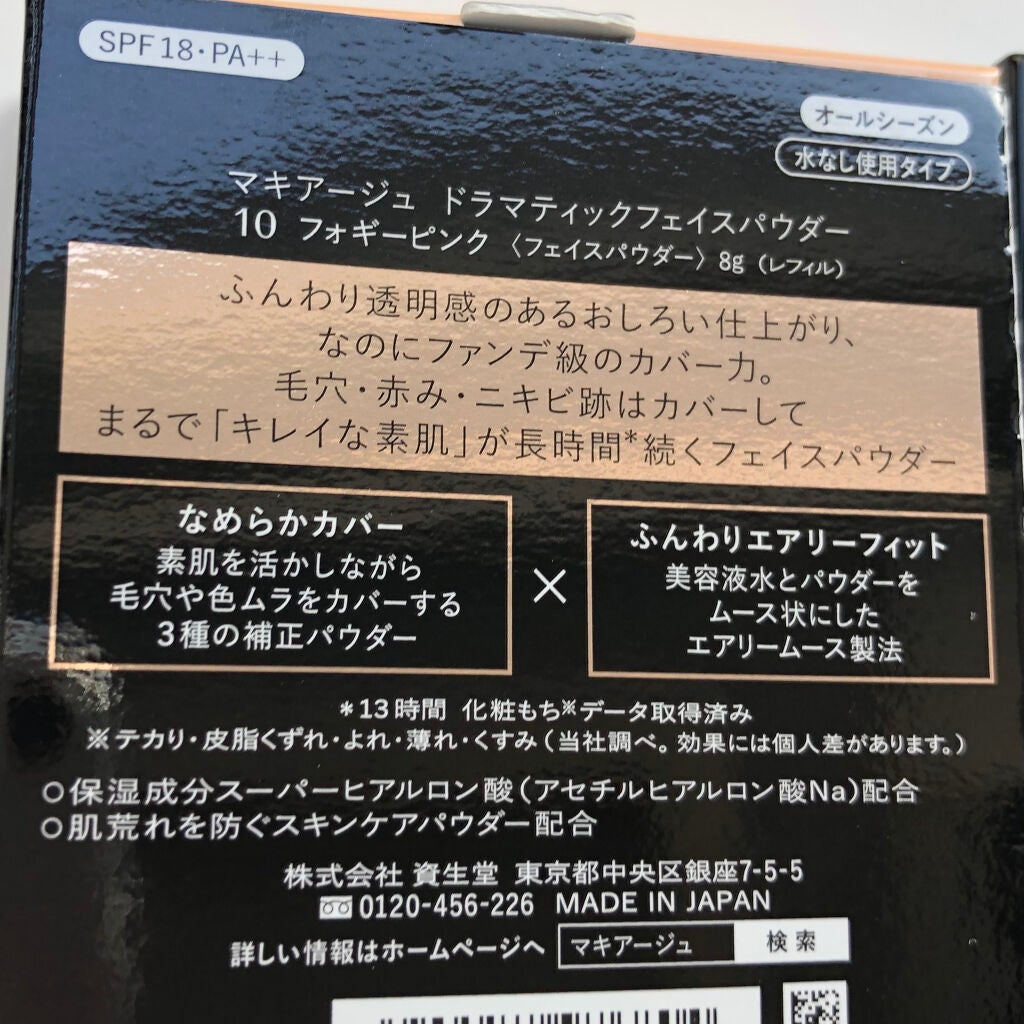 SPF18・PA++
オールシーズン
水なし使用タイプ
マキアージュ ドラマティックフェイスパウダー
10 フォギーピンク 〈フェイスパウダー〉 8g (レフィル)
ふんわり透明感のあるおしろい仕上がり、
なのにファンデ級のカバー力。
毛穴・赤み・ニキビ跡はカバーして
まるで「キレイな素肌」が長時間*続くフェイスパウダー
なめらかカバー
素肌を活かしながら
毛穴や色ムラをカバーする
3種の補正パウダー
×
ふんわりエアリーフィット
美容液水とパウダーを
ムース状にした
エアリームース製法
*13時間 化粧もち※データ取得済み
※テカリ・皮脂くずれ・よれ・薄れ・くすみ(当社調べ。効果には個人差があります。)
○保湿成分スーパーヒアルロン酸(アセチルヒアルロン酸Na)配合
○肌荒れを防ぐスキンケアパウダー配合
株式会社 資生堂 東京都中央区銀座7-5-5
0120-456-226 MADE IN JAPAN
詳しい情報はホームページへ マキアージュ 検索